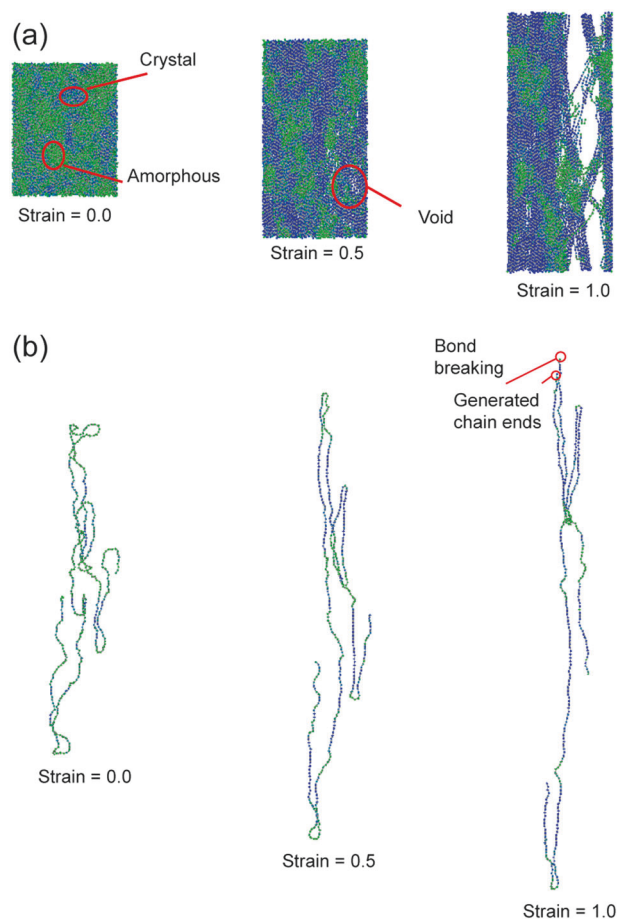 (a)
Crystal
Amorphous
Strain = 0.0
Void
Strain = 0.5
Strain = 1.0
(b)
Bond
breaking
Generated
chain ends
Strain = 0.0
Strain = 0.5
Strain = 1.0